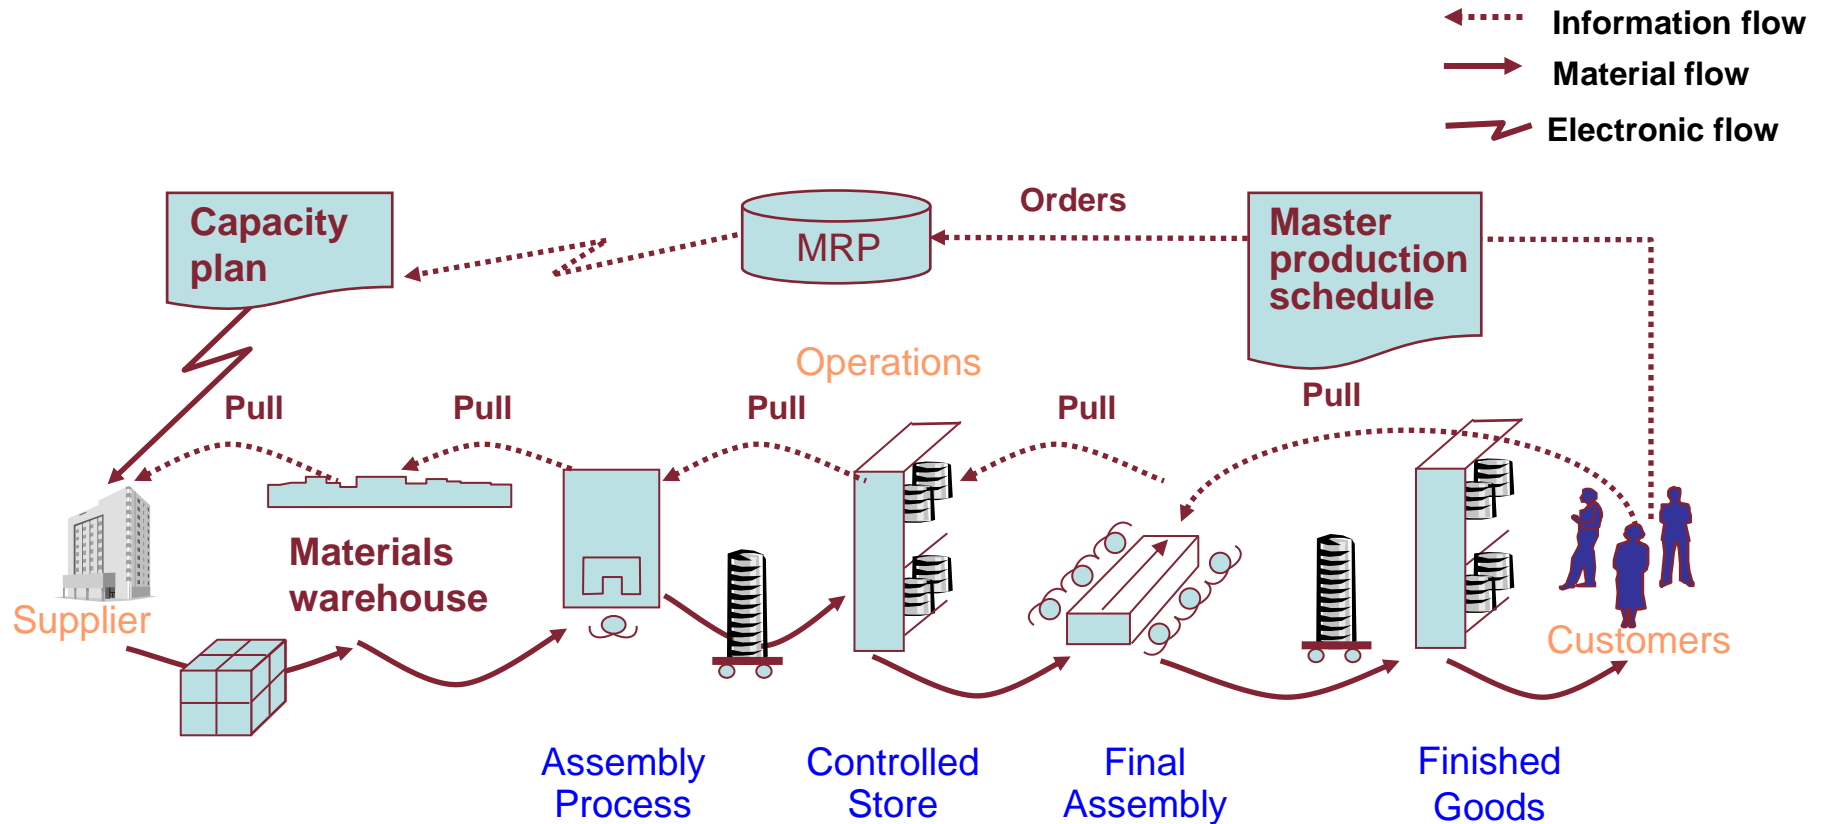 Information flow
Material flow
Electronic flow
Capacity
plan
MRP
Orders
Master
production
schedule
Operations
Pull
Pull
Pull
Pull
Pull
Materials
warehouse
Supplier
Customers
Assembly
Process
Controlled
Store
Final
Assembly
Finished
Goods